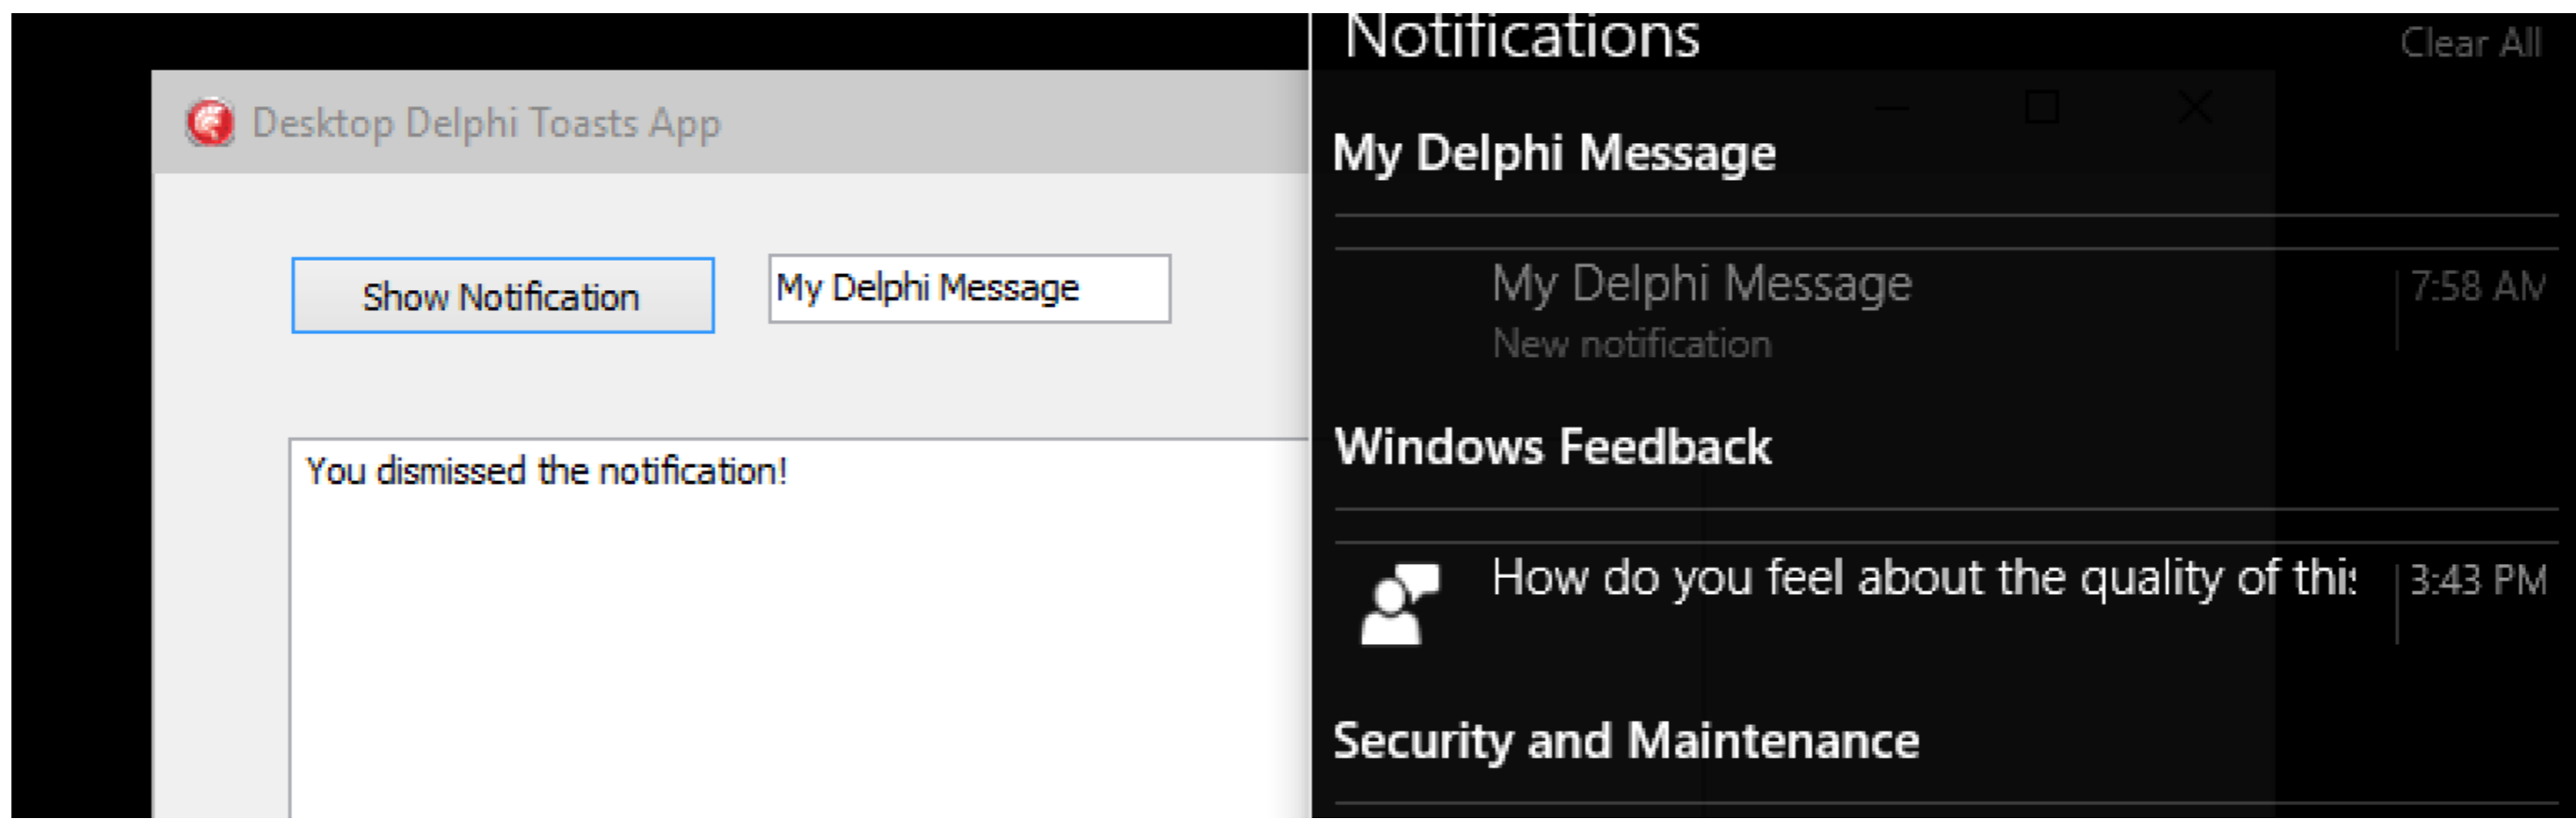 Desktop Delphi Toasts App
Show Notification
My Delphi Message
You dismissed the notification!
Notifications
Clear All
My Delphi Message
My Delphi Message
7:58 AM
New notification
Windows Feedback
How do you feel about the quality of this
3:43 PM
Security and Maintenance